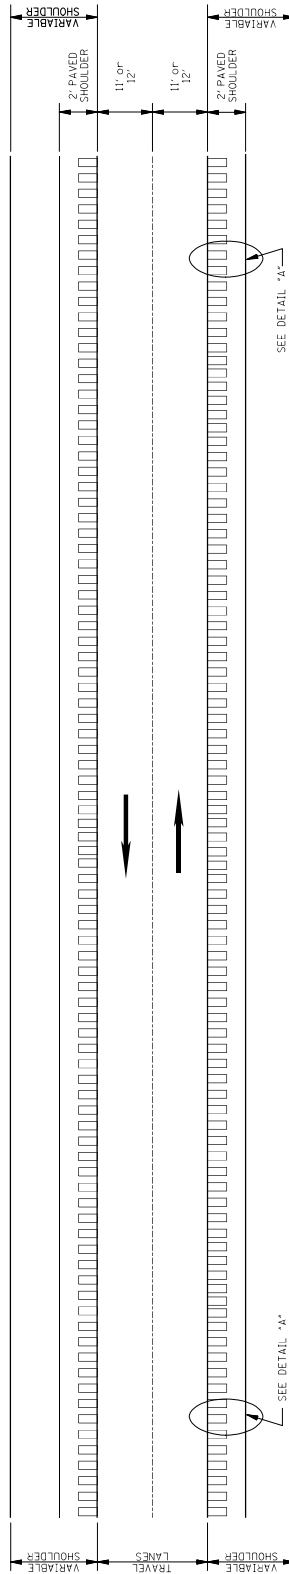 VARIABLE
SHOULDER
2' PAVED
SHOULDER
11' or
12'
11' or
12'
2' PAVED
SHOULDER
VARIABLE
SHOULDER
SEE DETAIL "A"
SEE DETAIL "A"
VARIABLE
SHOULDER
TRAVEL
LANES
VARIABLE
SHOULDER